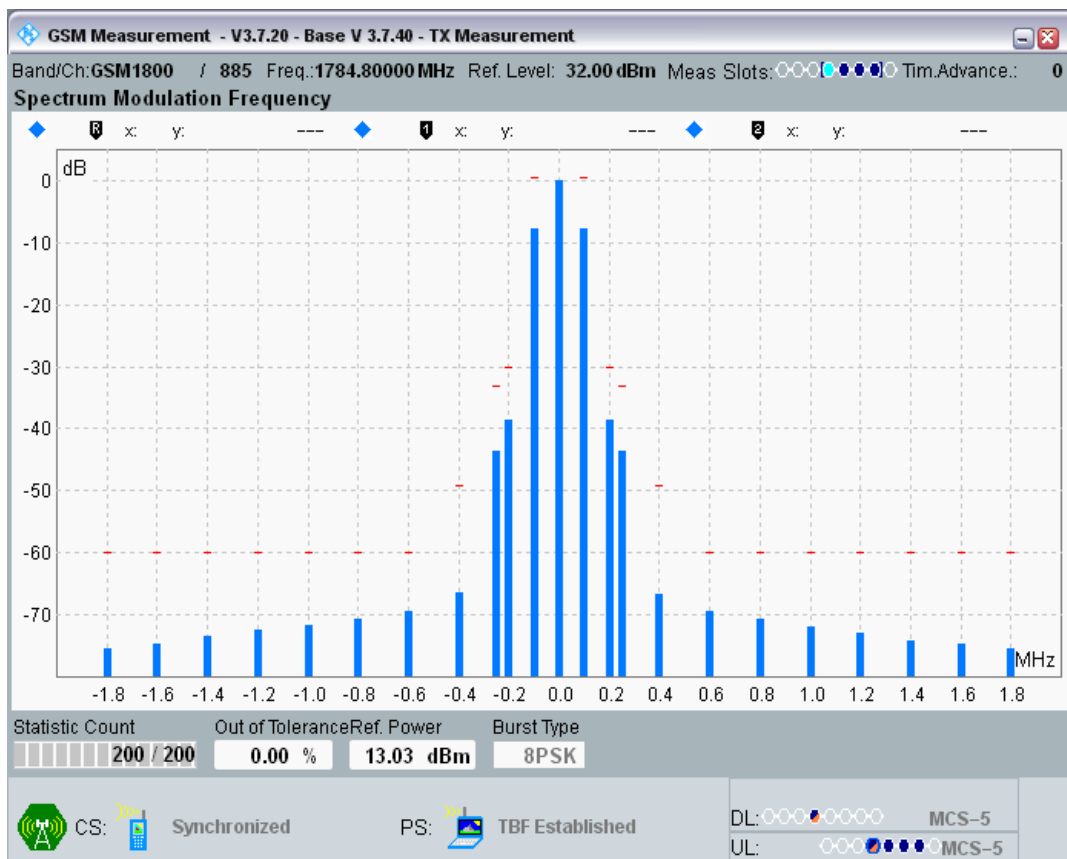 GSM Measurement - V3.7.20 - Base V 3.7.40 - TX Measurement
Band/Ch:GSM1800 / 885 Freq.:1784.80000 MHz Ref. Level: 32.00 dBm Meas Slots: Tim.Advance.: 0
Spectrum Modulation Frequency
R x: y: --- 1 x: y: --- 2 x: y: ---
dB
0
-10
-20
-30
-40
-50
-60
-70
MHz
-1.8 -1.6 -1.4 -1.2 -1.0 -0.8 -0.6 -0.4 -0.2 0.0 0.2 0.4 0.6 0.8 1.0 1.2 1.4 1.6 1.8
Statistic Count Out of Tolerance Ref. Power Burst Type
200 / 200 0.00 % 13.03 dBm 8PSK
CS: Synchronized PS: TBF Established
DL: MCS-5
UL: MCS-5